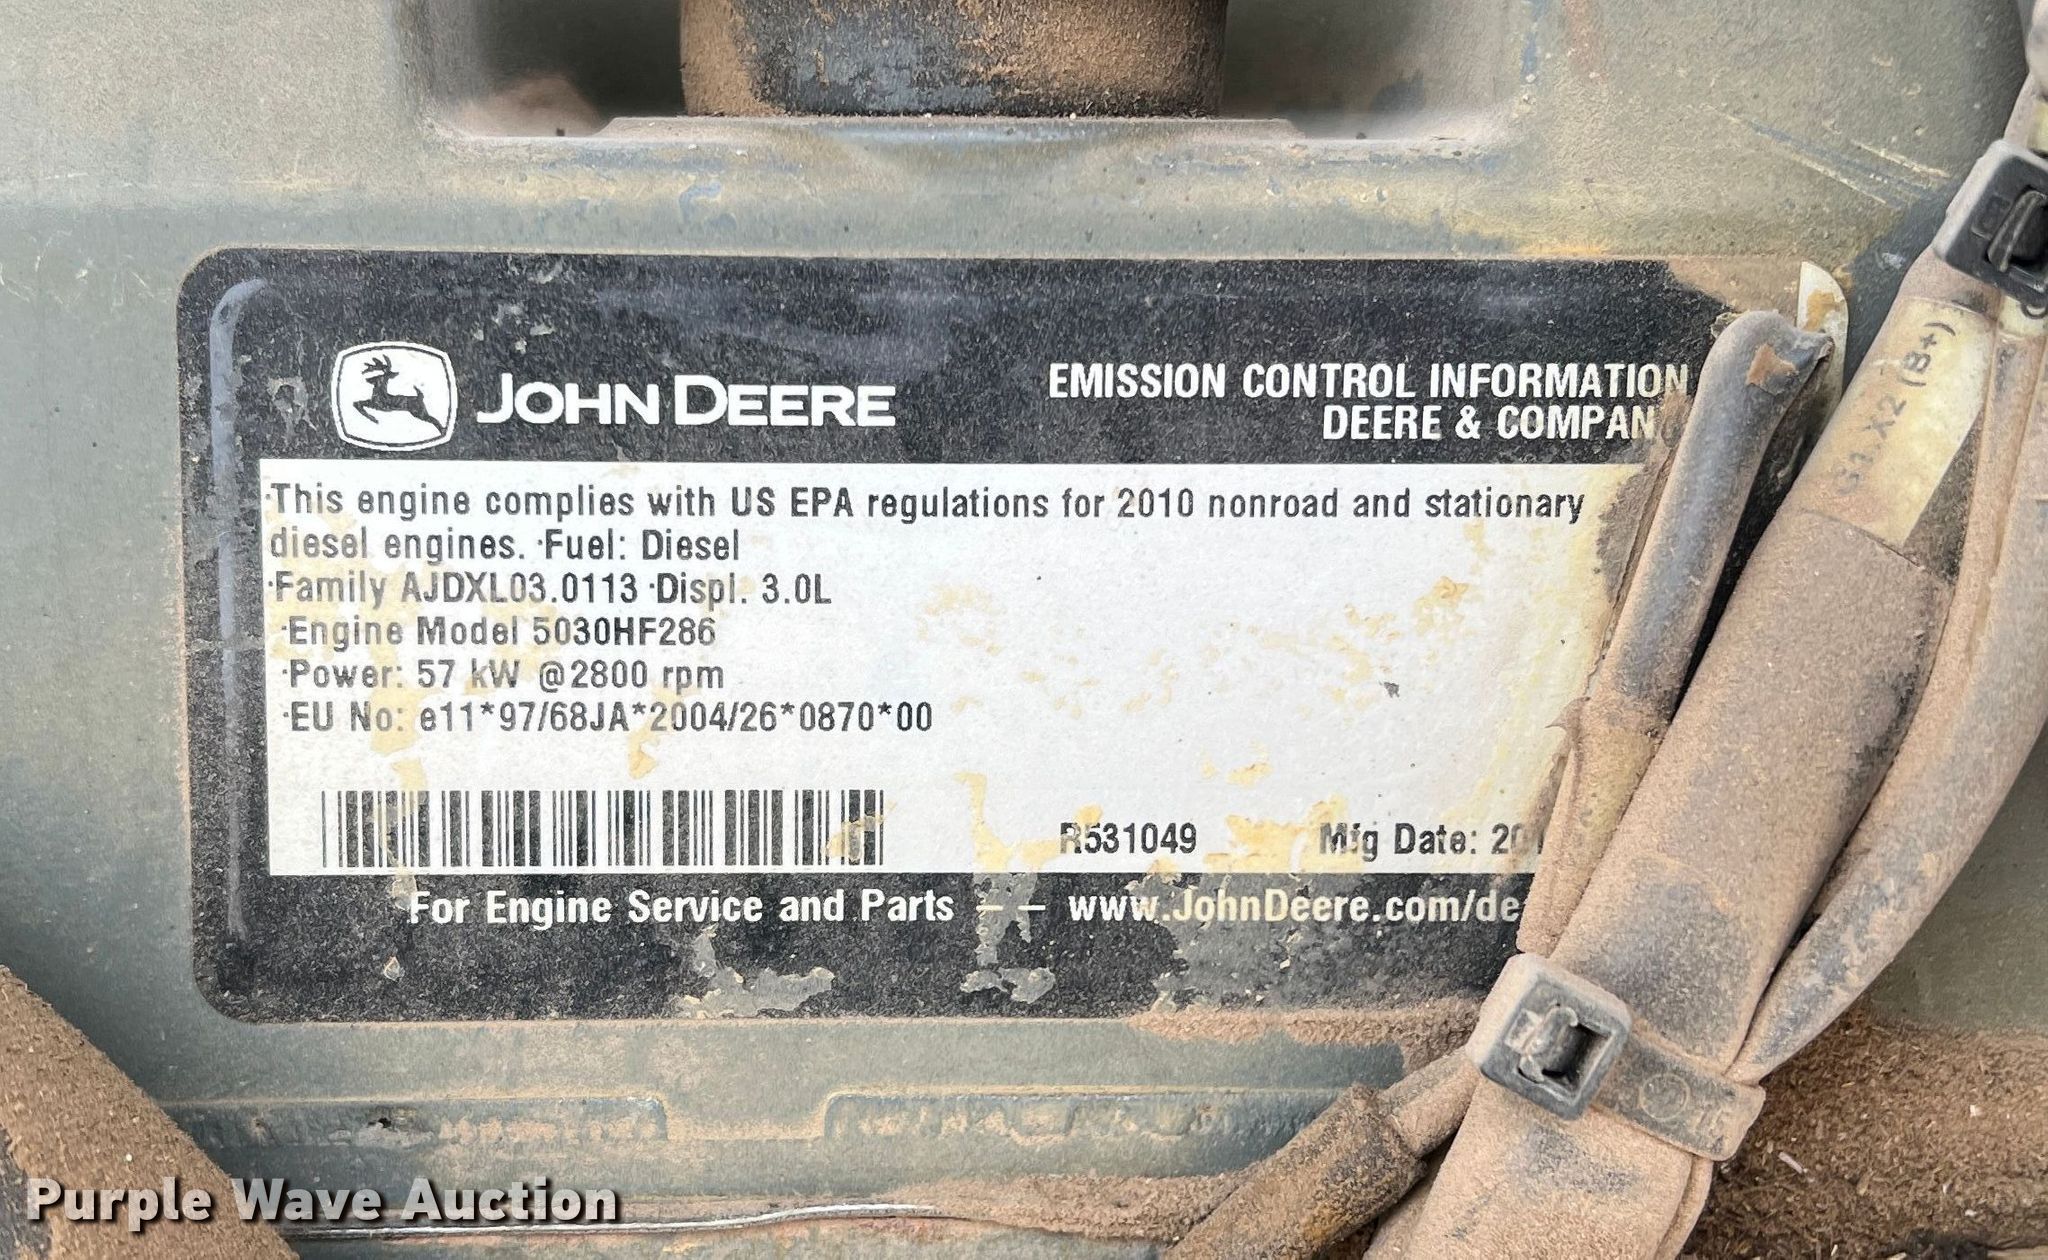 JOHN DEERE
EMISSION CONTROL INFORMATION
DEERE & COMPAN
·This engine complies with US EPA regulations for 2010 nonroad and stationary
diesel engines. ·Fuel: Diesel
·Family AJDXL03.0113 ·Displ. 3.0L
·Engine Model 5030HF286
·Power: 57 kW @2800 rpm
·EU No: e11*97/68JA*2004/26*0870*00
R531049 Mfg Date: 201
For Engine Service and Parts -- www.JohnDeere.com/de
G1 X2 (B+)
Purple Wave Auction